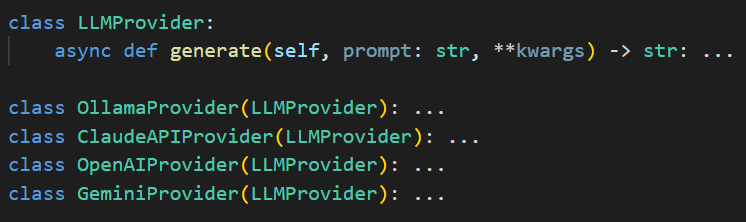 class LLMProvider:
    async def generate(self, prompt: str, **kwargs) -> str: ...
class OllamaProvider(LLMProvider): ...
class ClaudeAPIProvider(LLMProvider): ...
class OpenAIProvider(LLMProvider): ...
class GeminiProvider(LLMProvider): ...